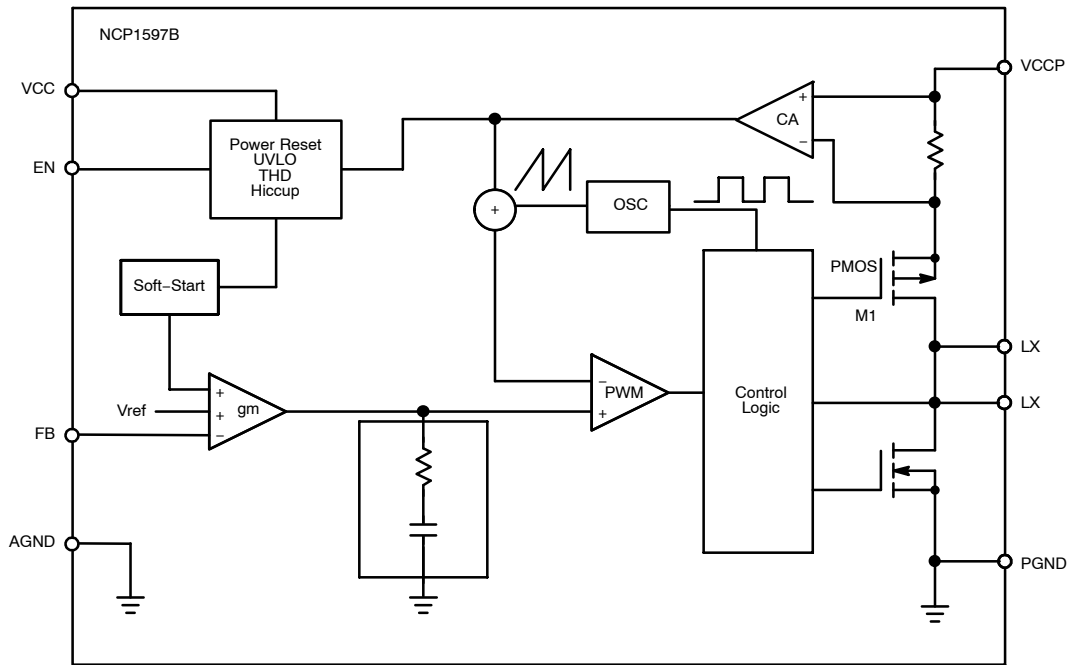 NCP1597B
VCC
EN
FB
AGND
Power Reset
UVLO
THD
Hiccup
Soft−Start
Vref
+
+
−
gm
+
OSC
+
−
CA
−
+
PWM
Control
Logic
PMOS
M1
VCCP
LX
LX
PGND